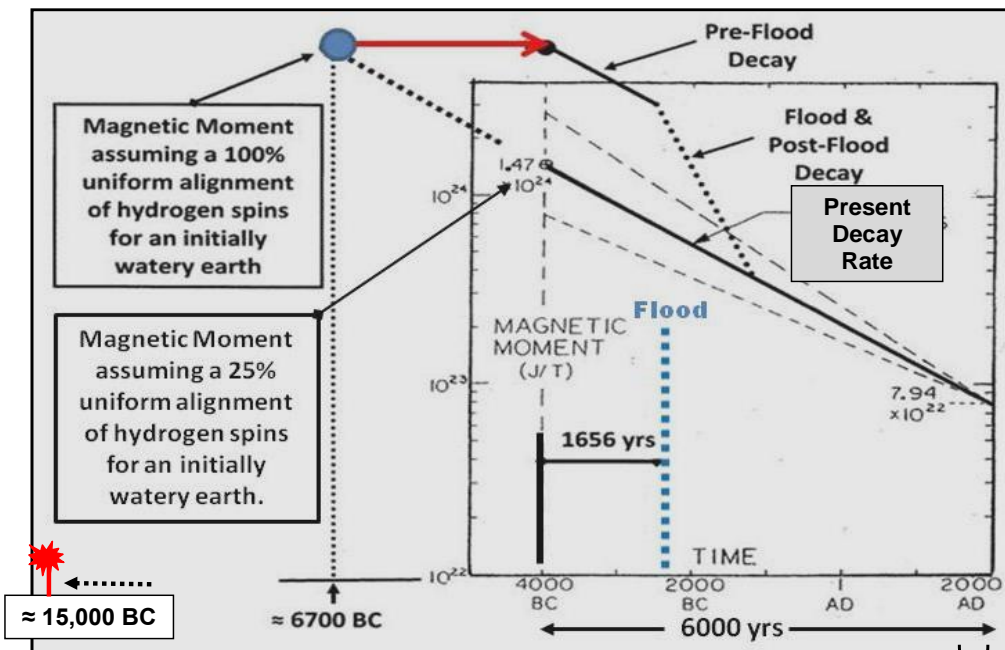 Pre-Flood
Decay
Magnetic Moment
assuming a 100%
uniform alignment
of hydrogen spins
for an initially
watery earth
Flood &
Post-Flood
Decay
1.476
×10²⁴
10²⁴
Present
Decay
Rate
Magnetic Moment
assuming a 25%
uniform alignment
of hydrogen spins
for an initially
watery earth.
Flood
MAGNETIC
MOMENT
(J/T)
10²³
7.94
×10²²
1656 yrs
TIME
10²²
4000
BC
2000
BC
1
AD
2000
AD
≈ 15,000 BC
≈ 6700 BC
6000 yrs